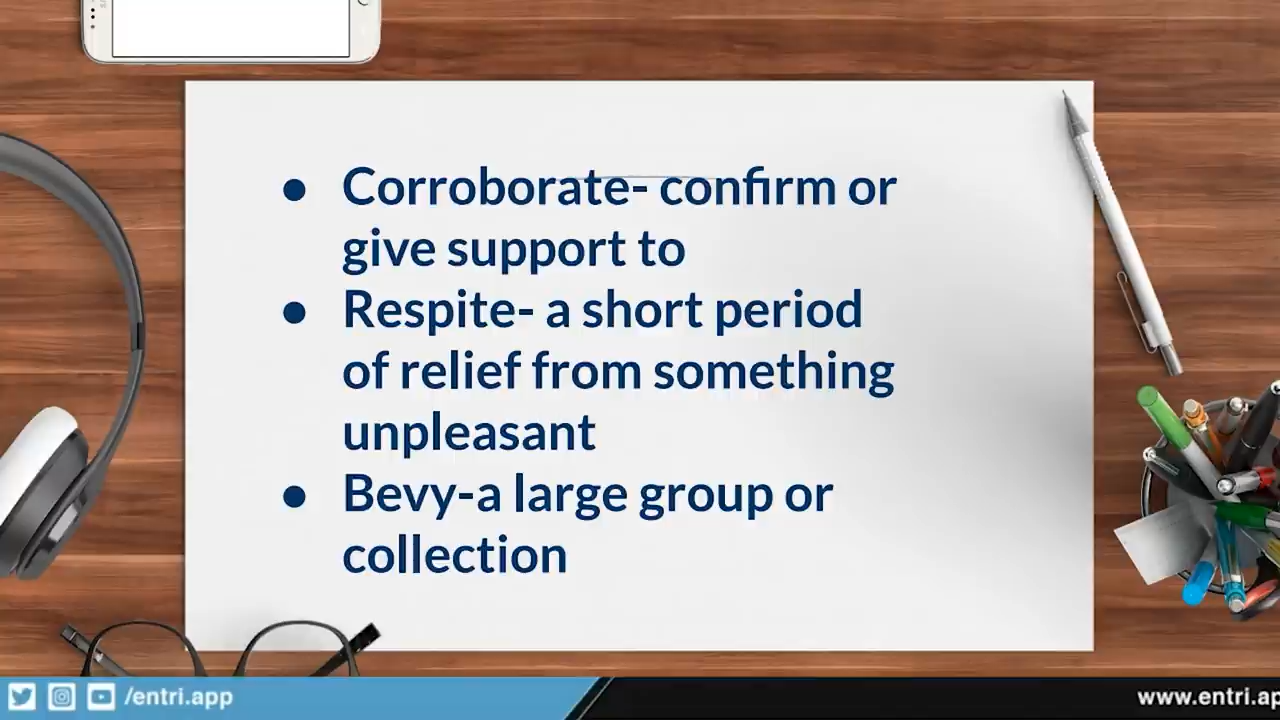 Corroborate- confirm or
give support to
Respite- a short period
of relief from something
unpleasant
Bevy-a large group or
collection
/entri.app
www.entri.ap